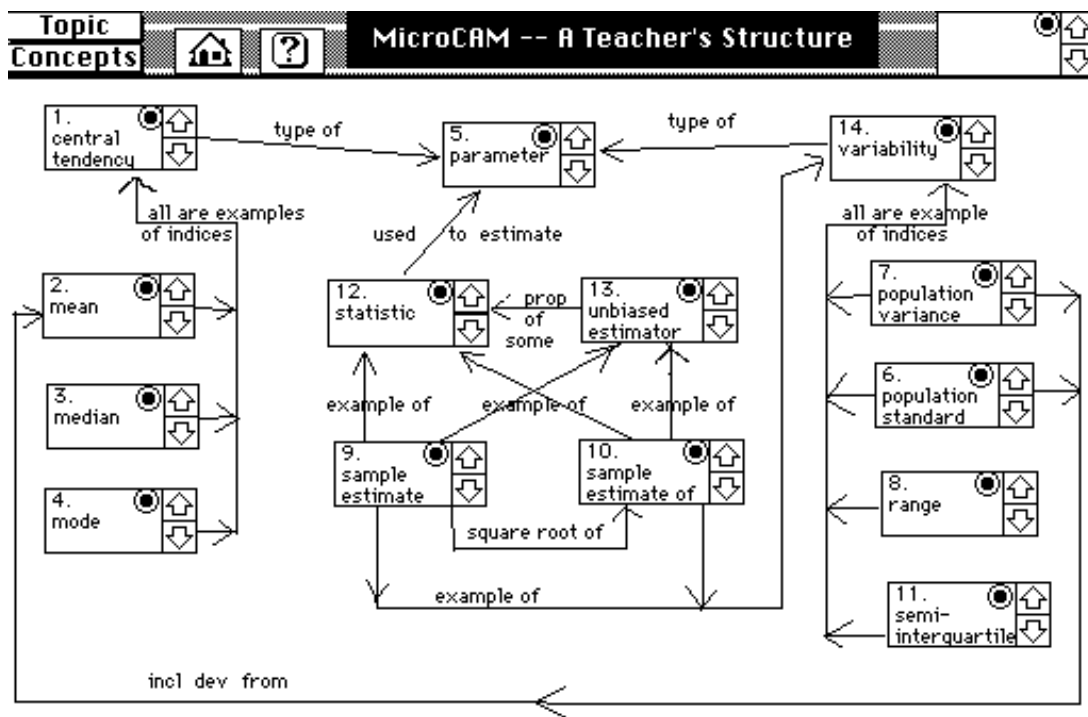 Topic
Concepts
?
MicroCAM -- A Teacher's Structure
1.
central
tendency
type of
5.
parameter
type of
14.
variability
all are examples
of indices
used to estimate
all are example
of indices
2.
mean
12.
statistic
prop
of
some
13.
unbiased
estimator
7.
population
variance
3.
median
example of
example of
example of
6.
population
standard
4.
mode
9.
sample
estimate
10.
sample
estimate of
8.
range
square root of
example of
11.
semi-
interquartile
incl dev from